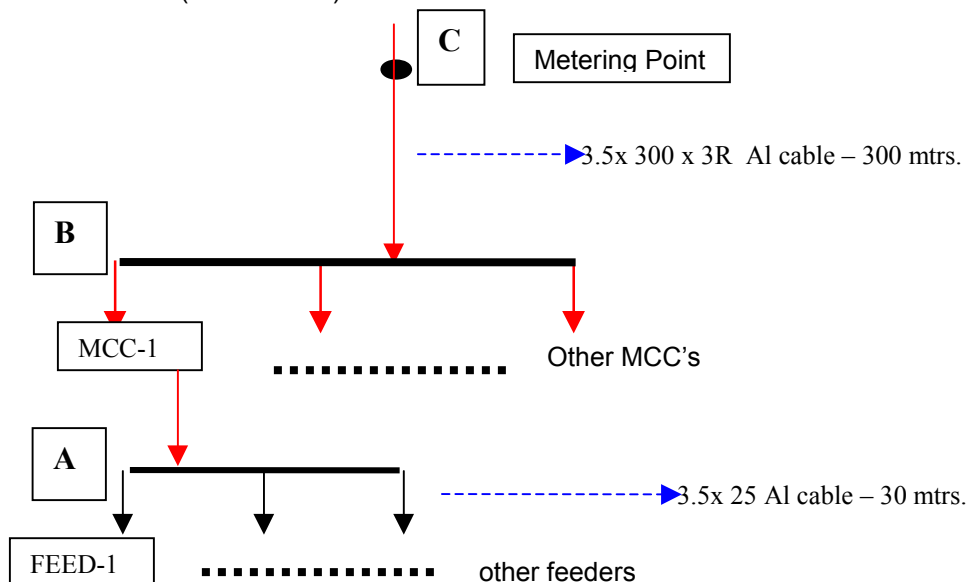 C
Metering Point
3.5x 300 x 3R Al cable – 300 mtrs.
B
MCC-1
Other MCC's
A
3.5x 25 Al cable – 30 mtrs.
FEED-1
other feeders